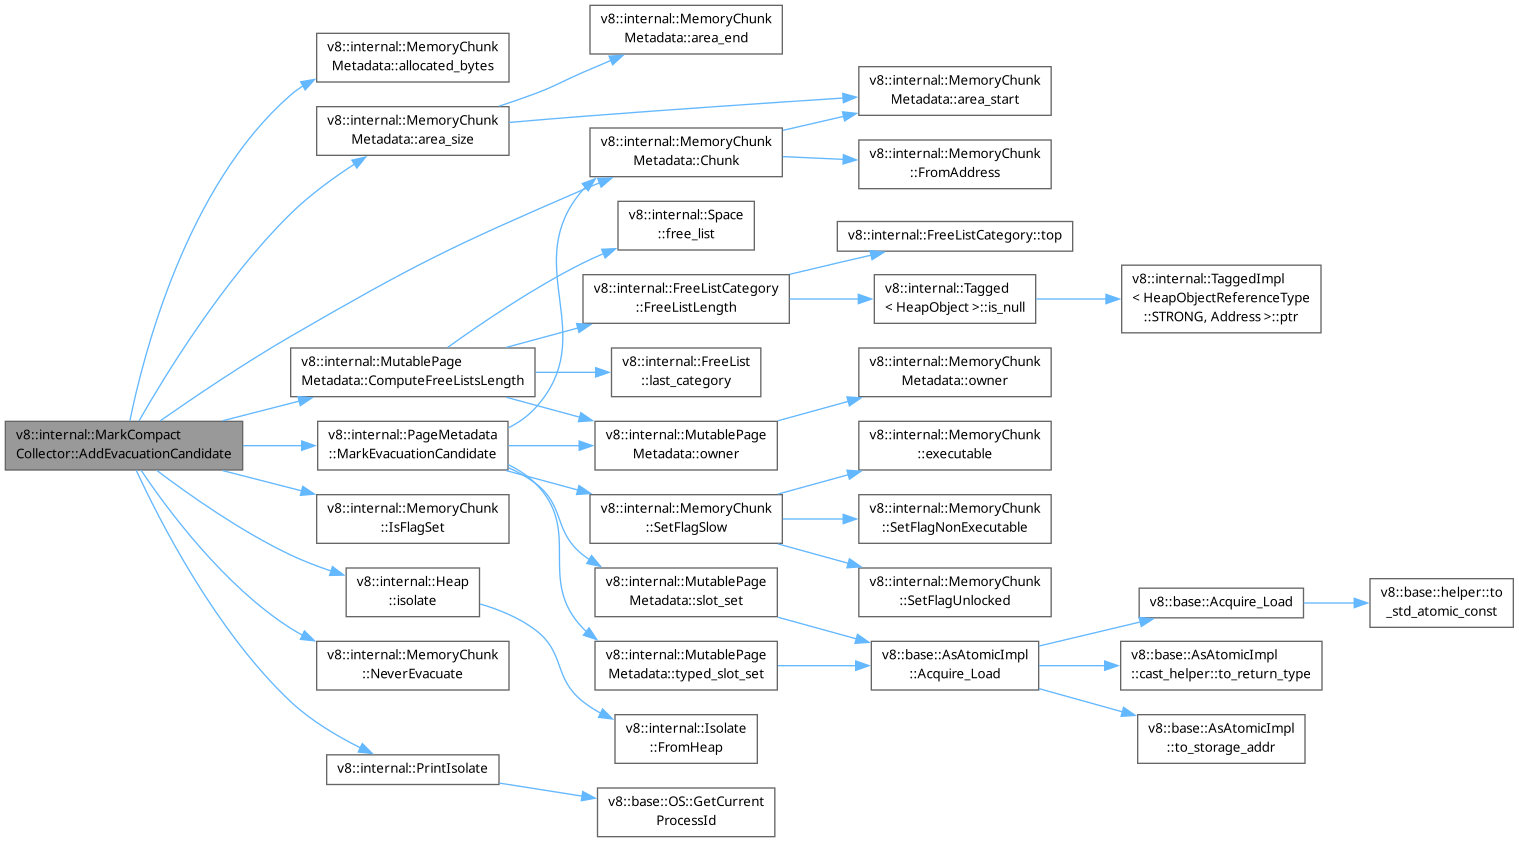 v8::internal::MarkCompact
Collector::AddEvacuationCandidate
v8::internal::MemoryChunk
Metadata::allocated_bytes
v8::internal::MemoryChunk
Metadata::area_size
v8::internal::MemoryChunk
Metadata::area_end
v8::internal::MemoryChunk
Metadata::area_start
v8::internal::MemoryChunk
Metadata::Chunk
v8::internal::MemoryChunk
::FromAddress
v8::internal::MutablePage
Metadata::ComputeFreeListsLength
v8::internal::Space
::free_list
v8::internal::FreeListCategory
::FreeListLength
v8::internal::FreeListCategory::top
v8::internal::Tagged
< HeapObject >::is_null
v8::internal::TaggedImpl
< HeapObjectReferenceType
::STRONG, Address >::ptr
v8::internal::FreeList
::last_category
v8::internal::MutablePage
Metadata::owner
v8::internal::MemoryChunk
Metadata::owner
v8::internal::PageMetadata
::MarkEvacuationCandidate
v8::internal::MemoryChunk
::SetFlagSlow
v8::internal::MemoryChunk
::executable
v8::internal::MemoryChunk
::SetFlagNonExecutable
v8::internal::MemoryChunk
::SetFlagUnlocked
v8::internal::MutablePage
Metadata::slot_set
v8::internal::MutablePage
Metadata::typed_slot_set
v8::base::AsAtomicImpl
::Acquire_Load
v8::base::Acquire_Load
v8::base::helper::to
_std_atomic_const
v8::base::AsAtomicImpl
::cast_helper::to_return_type
v8::base::AsAtomicImpl
::to_storage_addr
v8::internal::MemoryChunk
::IsFlagSet
v8::internal::Heap
::isolate
v8::internal::Isolate
::FromHeap
v8::internal::MemoryChunk
::NeverEvacuate
v8::internal::PrintIsolate
v8::base::OS::GetCurrent
ProcessId